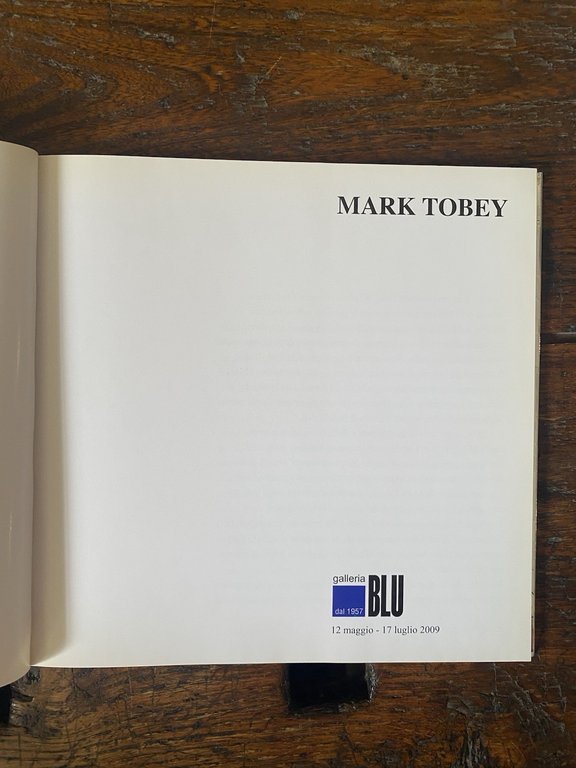 MARK TOBEY
galleria
dal 1957 BLU
12 maggio - 17 luglio 2009